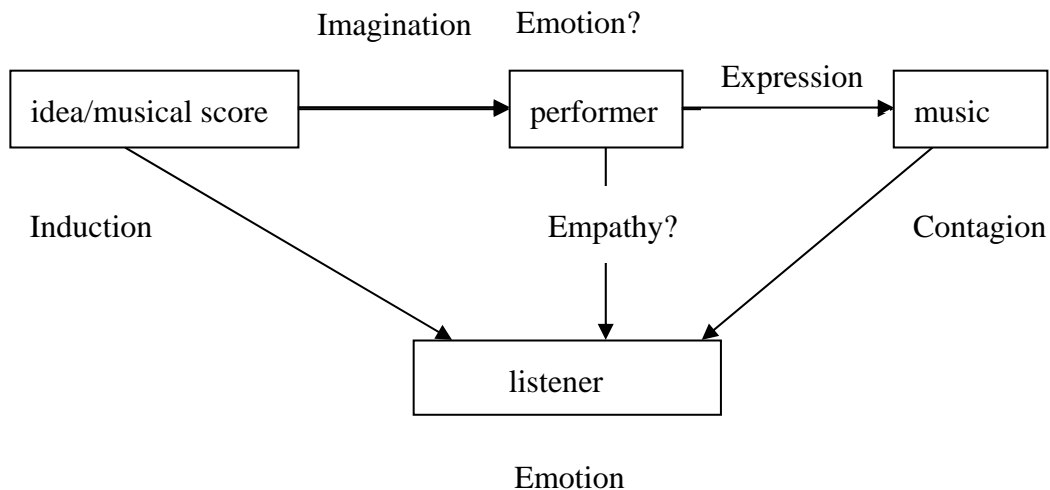 Imagination Emotion?
Expression
idea/musical score performer music
Induction Empathy? Contagion
listener
Emotion